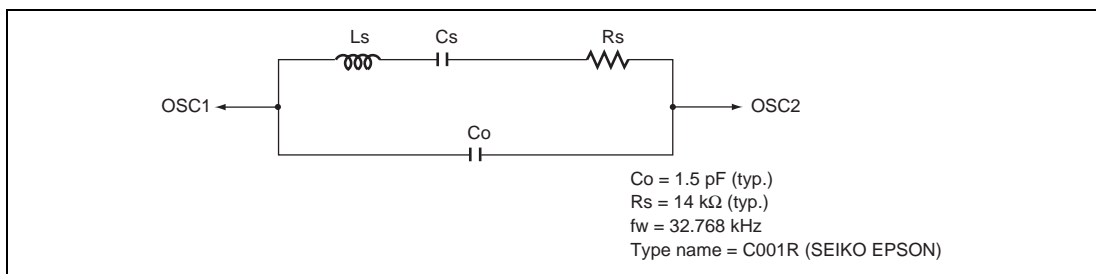 Ls Cs Rs
OSC1 OSC2
Co
Co = 1.5 pF (typ.)
Rs = 14 kΩ (typ.)
fw = 32.768 kHz
Type name = C001R (SEIKO EPSON)